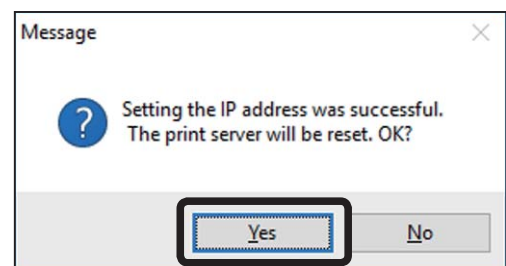 Message
Setting the IP address was successful.
The print server will be reset. OK?
Yes
No